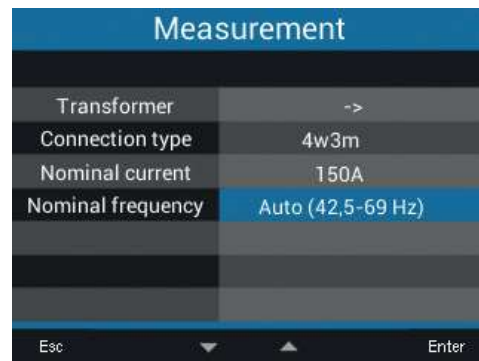 Measurement
Transformer ->
Connection type 4w3m
Nominal current 150A
Nominal frequency Auto (42,5-69 Hz)
Esc Enter